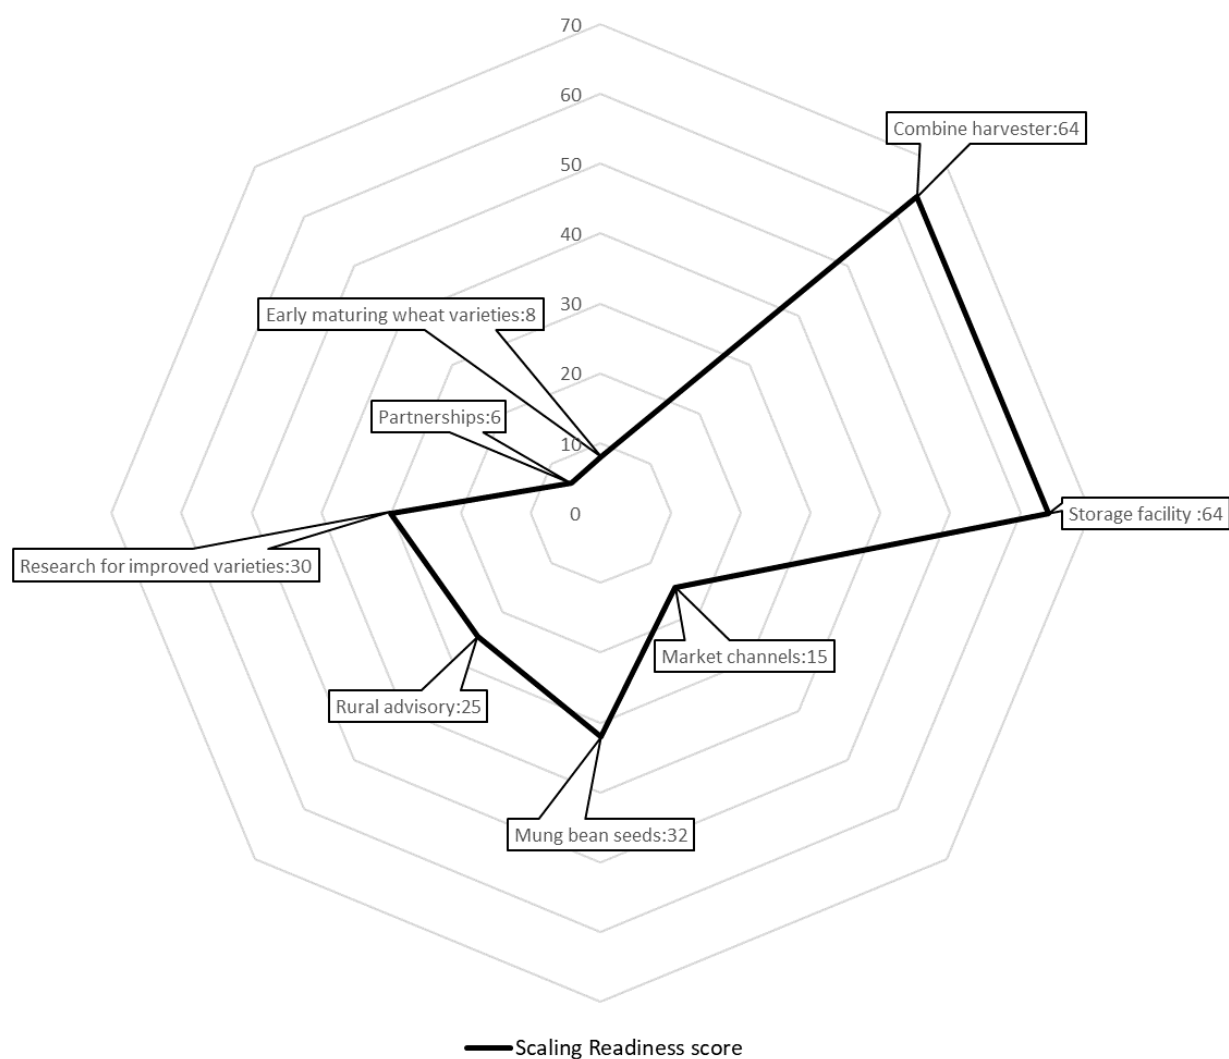 70
60
Combine harvester:64
50
40
30
Early maturing wheat varieties:8
20
Partnerships:6
10
0
Storage facility :64
Research for improved varieties:30
Market channels:15
Rural advisory:25
Mung bean seeds:32
Scaling Readiness score